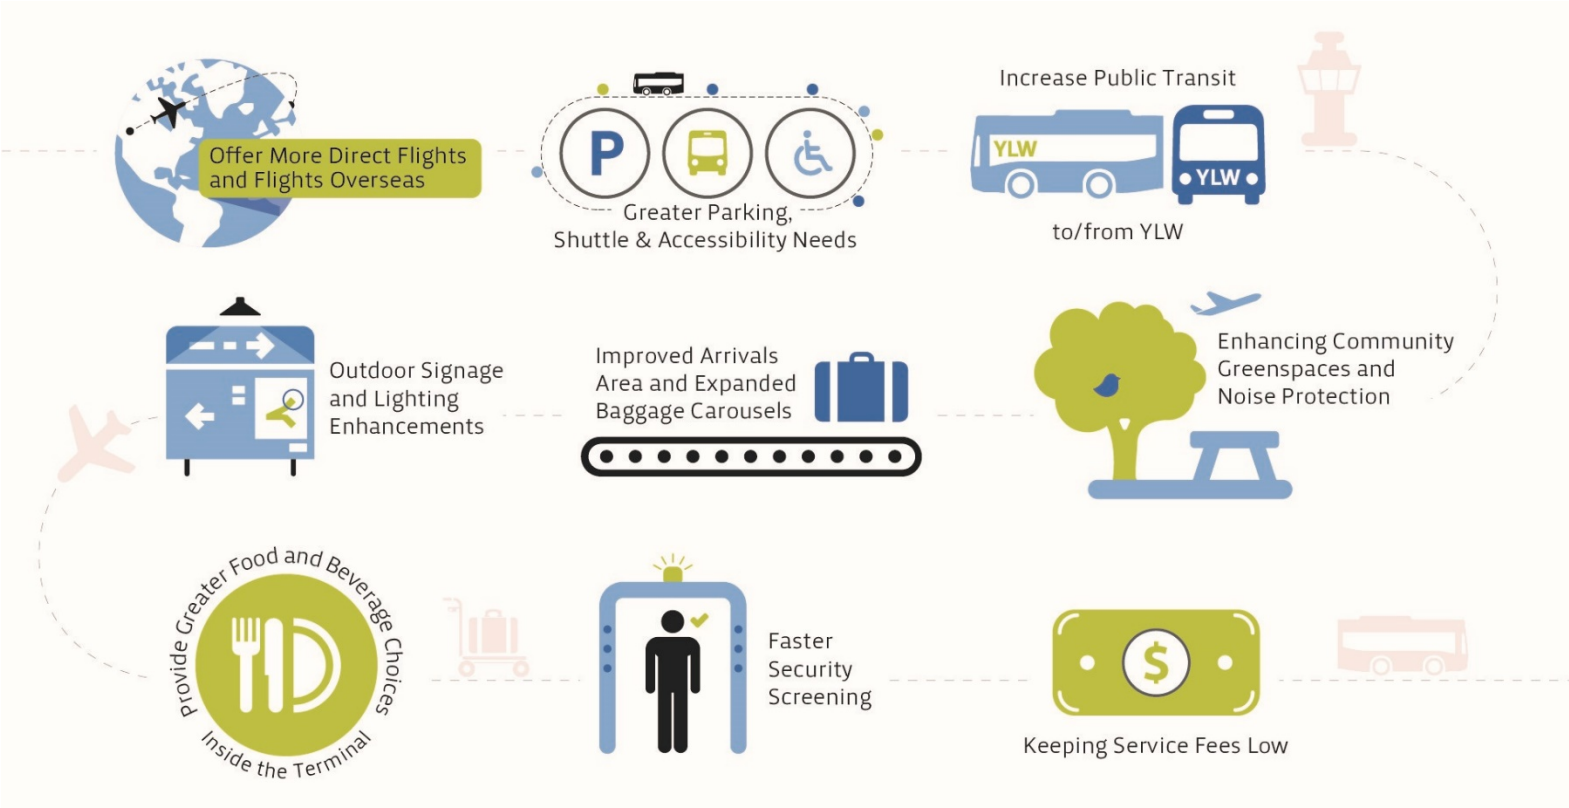 Offer More Direct Flights
and Flights Overseas
P
Greater Parking,
Shuttle & Accessibility Needs
Increase Public Transit
YLW
YLW
to/from YLW
Outdoor Signage
and Lighting
Enhancements
Improved Arrivals
Area and Expanded
Baggage Carousels
Enhancing Community
Greenspaces and
Noise Protection
Provide Greater Food and Beverage Choices
Inside the Terminal
Faster
Security
Screening
$
Keeping Service Fees Low